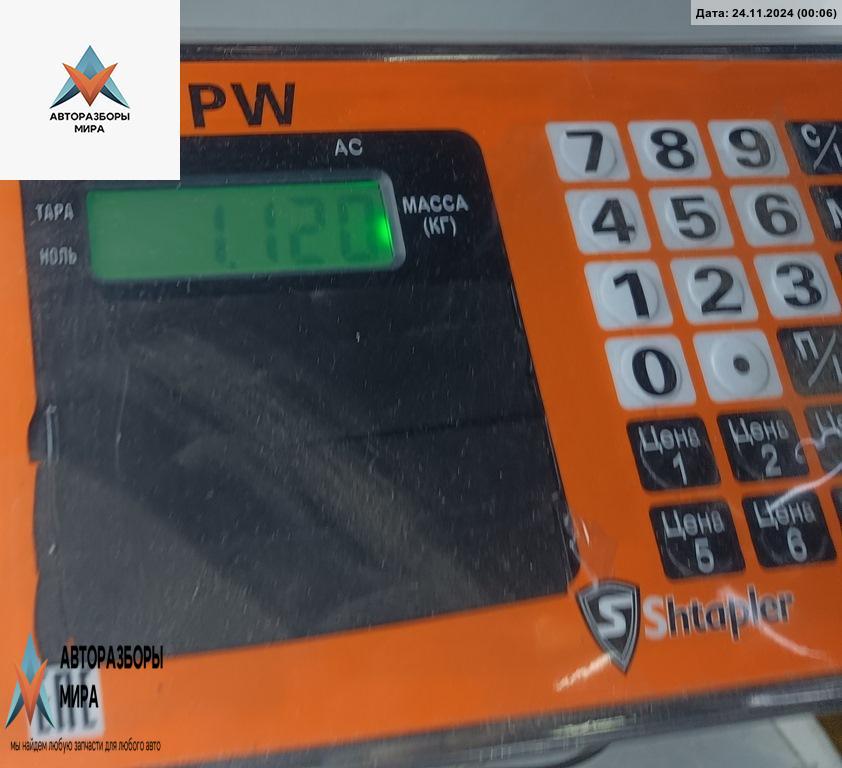 Дата: 24.11.2024 (00:06)
АВТОРАЗБОРЫ
МИРА
PW
AC
ТАРА
НОЛЬ
1.120
МАССА
(КГ)
7 8 9
4 5 6
1 2 3
0 •
Цена 1
Цена 2
Цена 5
Цена 6
S Shtapler
АВТОРАЗБОРЫ
МИРА
мы найдем любую запчасти для любого авто